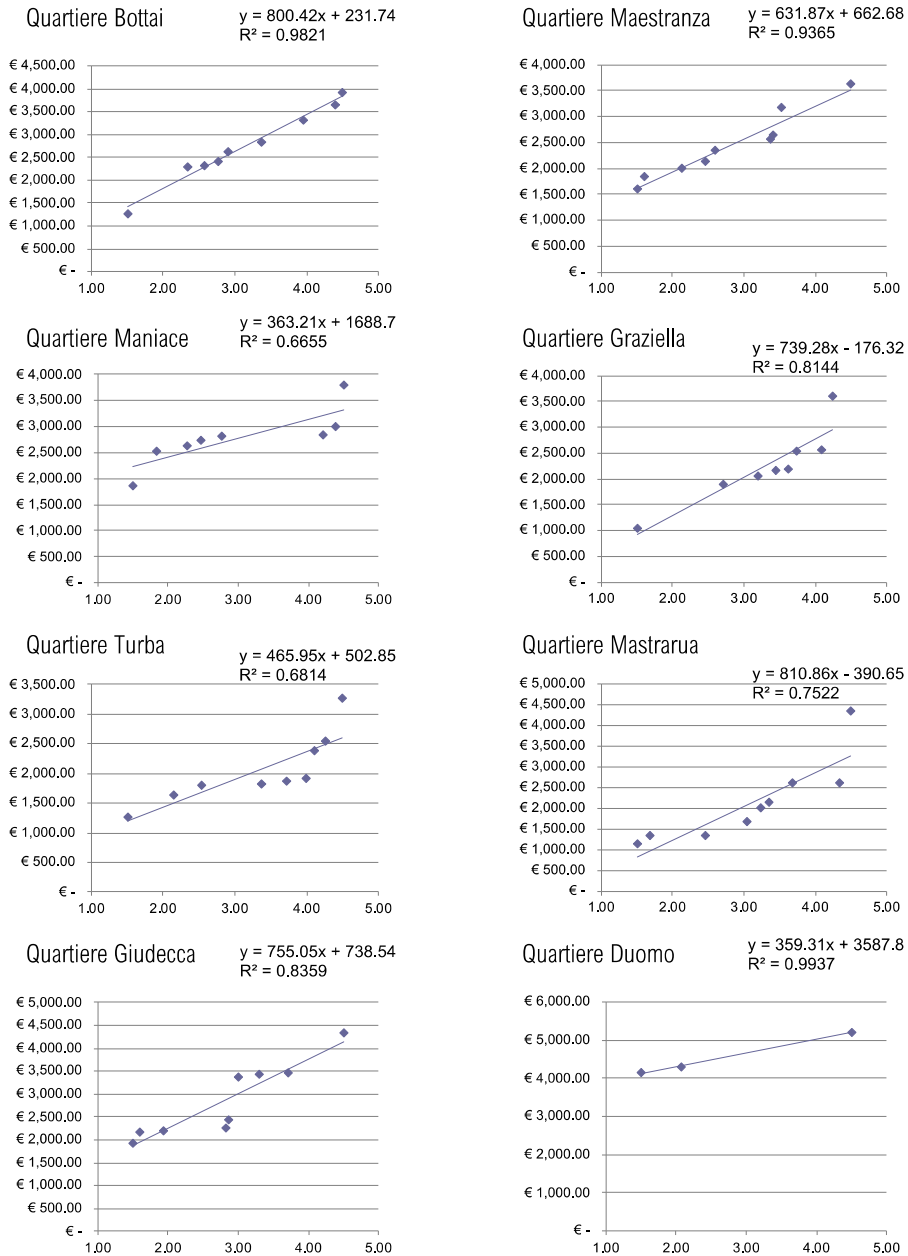 Quartiere Bottai
y = 800.42x + 231.74
R² = 0.9821
€ 4,500.00
€ 4,000.00
€ 3,500.00
€ 3,000.00
€ 2,500.00
€ 2,000.00
€ 1,500.00
€ 1,000.00
€ 500.00
€ -
1.00 2.00 3.00 4.00 5.00
Quartiere Maestranza
y = 631.87x + 662.68
R² = 0.9365
€ 4,000.00
€ 3,500.00
€ 3,000.00
€ 2,500.00
€ 2,000.00
€ 1,500.00
€ 1,000.00
€ 500.00
€ -
1.00 2.00 3.00 4.00 5.00
Quartiere Maniace
y = 363.21x + 1688.7
R² = 0.6655
€ 4,000.00
€ 3,500.00
€ 3,000.00
€ 2,500.00
€ 2,000.00
€ 1,500.00
€ 1,000.00
€ 500.00
€ -
1.00 2.00 3.00 4.00 5.00
Quartiere Graziella
y = 739.28x - 176.32
R² = 0.8144
€ 4,000.00
€ 3,500.00
€ 3,000.00
€ 2,500.00
€ 2,000.00
€ 1,500.00
€ 1,000.00
€ 500.00
€ -
1.00 2.00 3.00 4.00 5.00
Quartiere Turba
y = 465.95x + 502.85
R² = 0.6814
€ 3,500.00
€ 3,000.00
€ 2,500.00
€ 2,000.00
€ 1,500.00
€ 1,000.00
€ 500.00
€ -
1.00 2.00 3.00 4.00 5.00
Quartiere Mastrarua
y = 810.86x - 390.65
R² = 0.7522
€ 5,000.00
€ 4,500.00
€ 4,000.00
€ 3,500.00
€ 3,000.00
€ 2,500.00
€ 2,000.00
€ 1,500.00
€ 1,000.00
€ 500.00
€ -
1.00 2.00 3.00 4.00 5.00
Quartiere Giudecca
y = 755.05x + 738.54
R² = 0.8359
€ 5,000.00
€ 4,500.00
€ 4,000.00
€ 3,500.00
€ 3,000.00
€ 2,500.00
€ 2,000.00
€ 1,500.00
€ 1,000.00
€ 500.00
€ -
1.00 2.00 3.00 4.00 5.00
Quartiere Duomo
y = 359.31x + 3587.8
R² = 0.9937
€ 6,000.00
€ 5,000.00
€ 4,000.00
€ 3,000.00
€ 2,000.00
€ 1,000.00
€ -
1.00 2.00 3.00 4.00 5.00